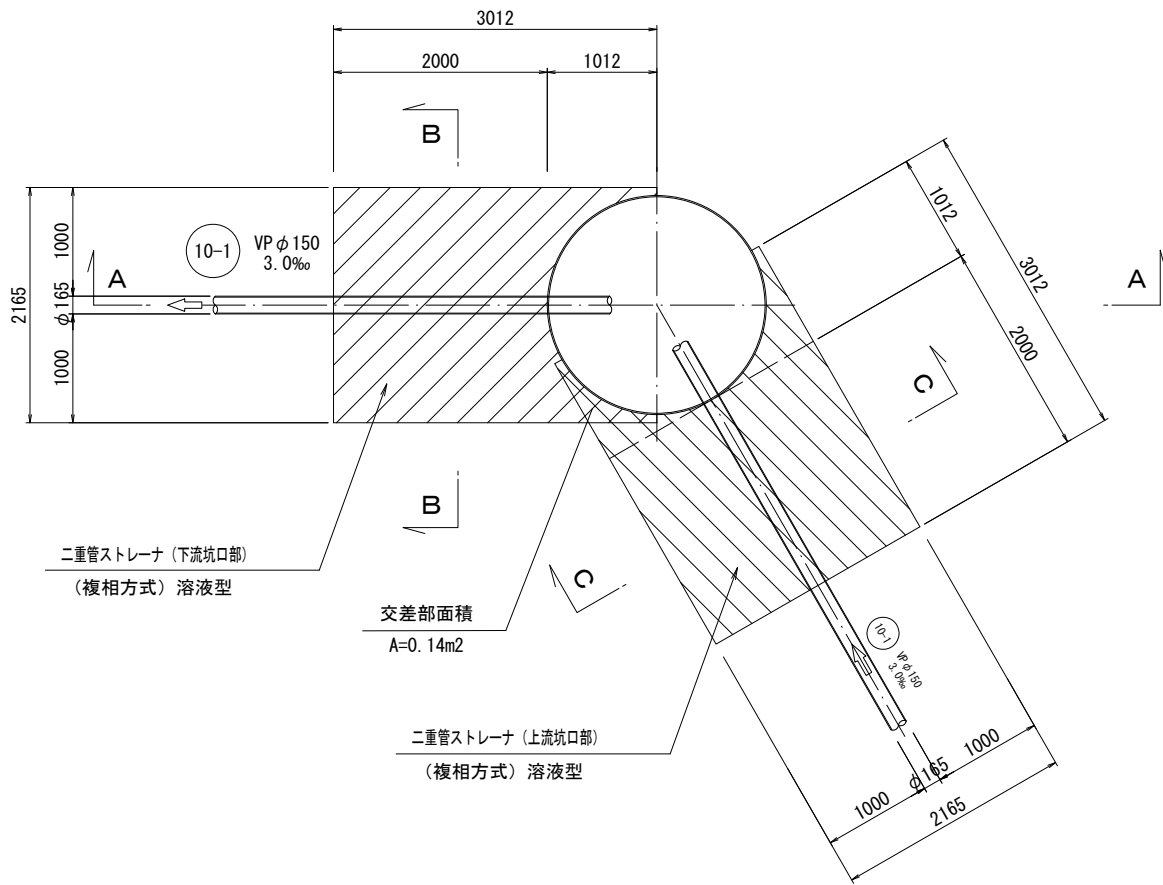 3012
2000
1012
B
1000
φ165
1000
2165
A
10-1
VPφ150
3.0‰
A
1012
2000
3012
C
B
C
二重管ストレーナ（下流坑口部）
（複相方式）溶液型
交差部面積
A=0.14m2
10-1
VPφ150
3.0‰
二重管ストレーナ（上流坑口部）
（複相方式）溶液型
1000
φ165
1000
2165